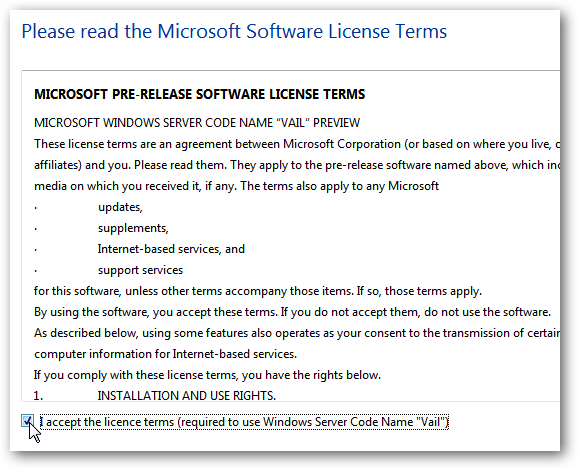 Please read the Microsoft Software License Terms
MICROSOFT PRE-RELEASE SOFTWARE LICENSE TERMS
MICROSOFT WINDOWS SERVER CODE NAME “VAIL” PREVIEW
These license terms are an agreement between Microsoft Corporation (or based on where you live,
affiliates) and you. Please read them. They apply to the pre-release software named above, which
media on which you received it, if any. The terms also apply to any Microsoft
· updates,
· supplements,
· Internet-based services, and
· support services
for this software, unless other terms accompany those items. If so, those terms apply.
By using the software, you accept these terms. If you do not accept them, do not use the software.
As described below, using some features also operates as your consent to the transmission of certain
computer information for Internet-based services.
If you comply with these license terms, you have the rights below.
1. INSTALLATION AND USE RIGHTS.
I accept the licence terms (required to use Windows Server Code Name "Vail")